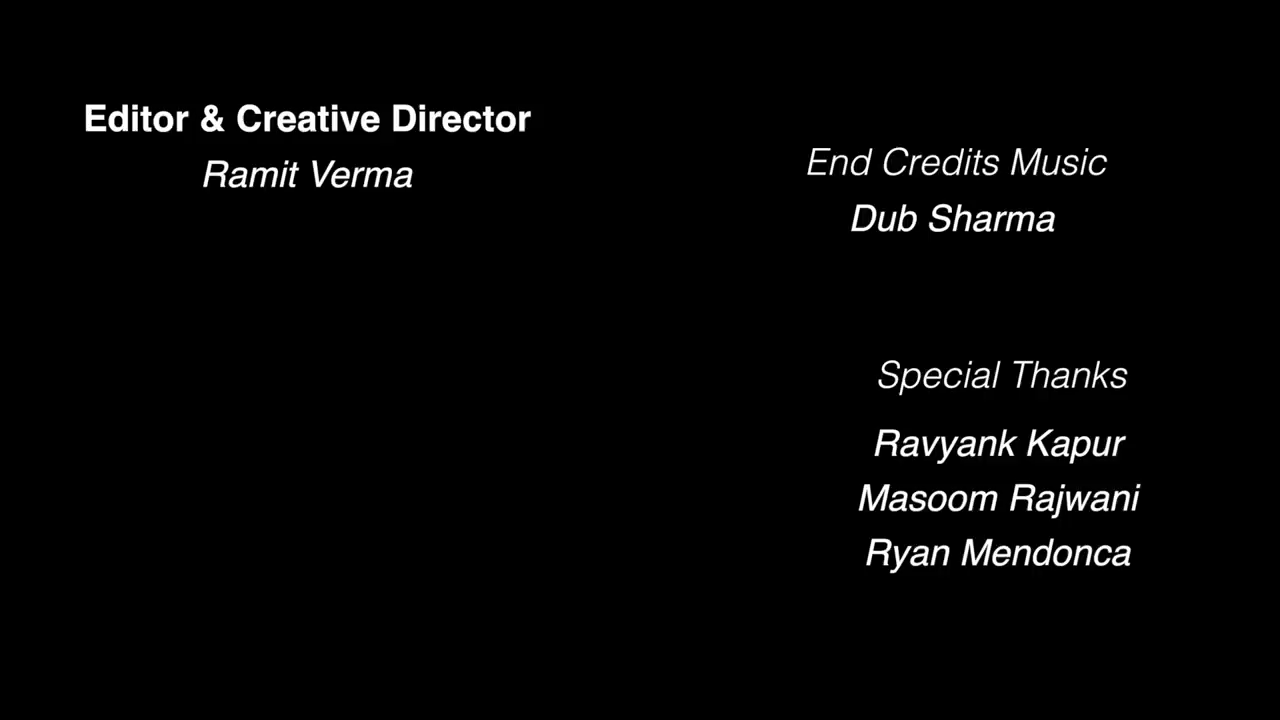 Editor & Creative Director
Ramit Verma
End Credits Music
Dub Sharma
Special Thanks
Ravyank Kapur
Masoom Rajwani
Ryan Mendonca